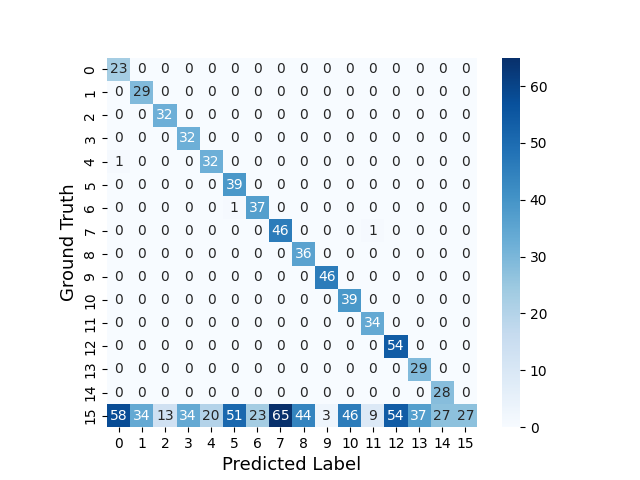 0 23 0 0 0 0 0 0 0 0 0 0 0 0 0 0 0
1 0 29 0 0 0 0 0 0 0 0 0 0 0 0 0 0
2 0 0 32 0 0 0 0 0 0 0 0 0 0 0 0 0
3 0 0 0 32 0 0 0 0 0 0 0 0 0 0 0 0
4 1 0 0 0 32 0 0 0 0 0 0 0 0 0 0 0
5 0 0 0 0 0 39 0 0 0 0 0 0 0 0 0 0
6 0 0 0 0 0 1 37 0 0 0 0 0 0 0 0 0
7 0 0 0 0 0 0 0 46 0 0 0 1 0 0 0 0
8 0 0 0 0 0 0 0 0 36 0 0 0 0 0 0 0
9 0 0 0 0 0 0 0 0 0 46 0 0 0 0 0 0
10 0 0 0 0 0 0 0 0 0 0 39 0 0 0 0 0
11 0 0 0 0 0 0 0 0 0 0 0 34 0 0 0 0
12 0 0 0 0 0 0 0 0 0 0 0 0 54 0 0 0
13 0 0 0 0 0 0 0 0 0 0 0 0 0 29 0 0
14 0 0 0 0 0 0 0 0 0 0 0 0 0 0 28 0
15 58 34 13 34 20 51 23 65 44 3 46 9 54 37 27 27
0 1 2 3 4 5 6 7 8 9 10 11 12 13 14 15
Predicted Label
Ground Truth
60
50
40
30
20
10
0